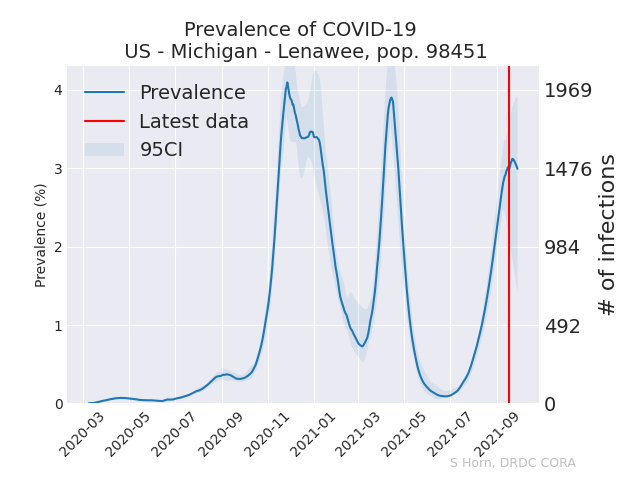 Prevalence of COVID-19
US - Michigan - Lenawee, pop. 98451
Prevalence
Latest data
95CI
Prevalence (%)
4
3
2
1
0
1969
1476
984
492
0
# of infections
2020-03
2020-05
2020-07
2020-09
2020-11
2021-01
2021-03
2021-05
2021-07
2021-09
S Horn, DRDC CORA